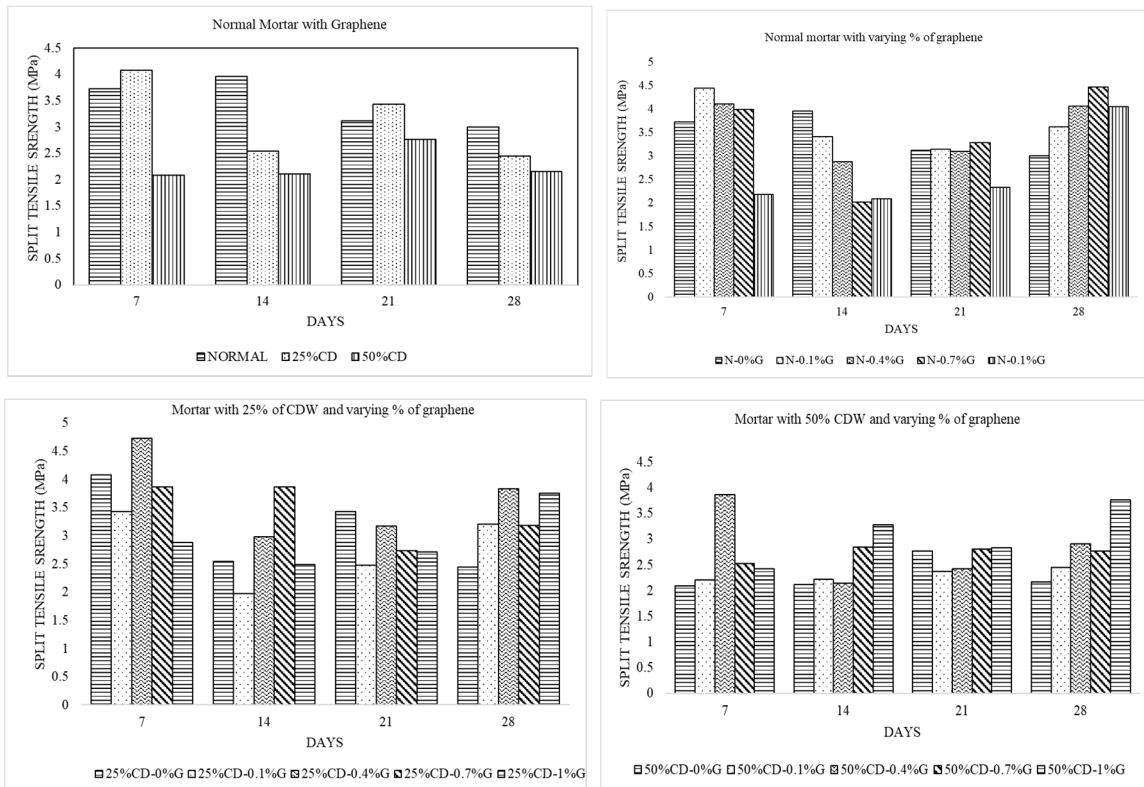 Normal Mortar with Graphene
SPLIT TENSILE SRENGTH (MPa)
4.5
4
3.5
3
2.5
2
1.5
1
0.5
0
7 14 21 28
DAYS
NORMAL 25%CD 50%CD
Normal mortar with varying % of graphene
SPLIT TENSILE SRENGTH (MPa)
5
4.5
4
3.5
3
2.5
2
1.5
1
0.5
0
7 14 21 28
DAYS
N-0%G N-0.1%G N-0.4%G N-0.7%G N-0.1%G
Mortar with 25% of CDW and varying % of graphene
SPLIT TENSILE SRENGTH (MPa)
5
4.5
4
3.5
3
2.5
2
1.5
1
0.5
0
7 14 21 28
DAYS
25%CD-0%G 25%CD-0.1%G 25%CD-0.4%G 25%CD-0.7%G 25%CD-1%G
Mortar with 50% CDW and varying % of graphene
SPLIT TENSILE SRENGTH (MPa)
4.5
4
3.5
3
2.5
2
1.5
1
0.5
0
7 14 21 28
DAYS
50%CD-0%G 50%CD-0.1%G 50%CD-0.4%G 50%CD-0.7%G 50%CD-1%G